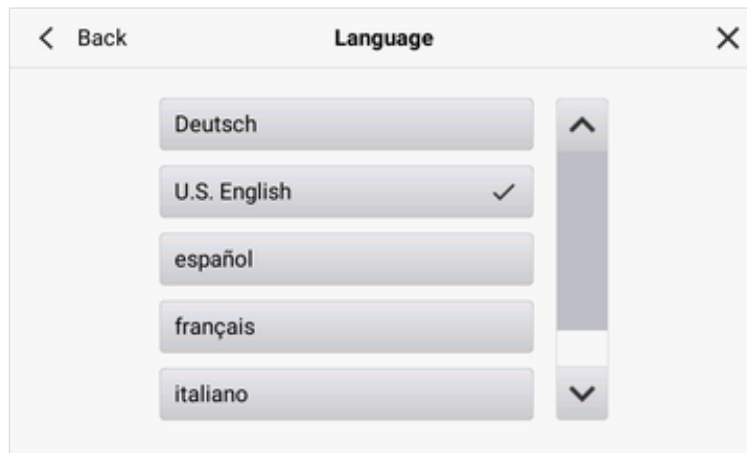 Back
Language
Deutsch
U.S. English
español
français
italiano